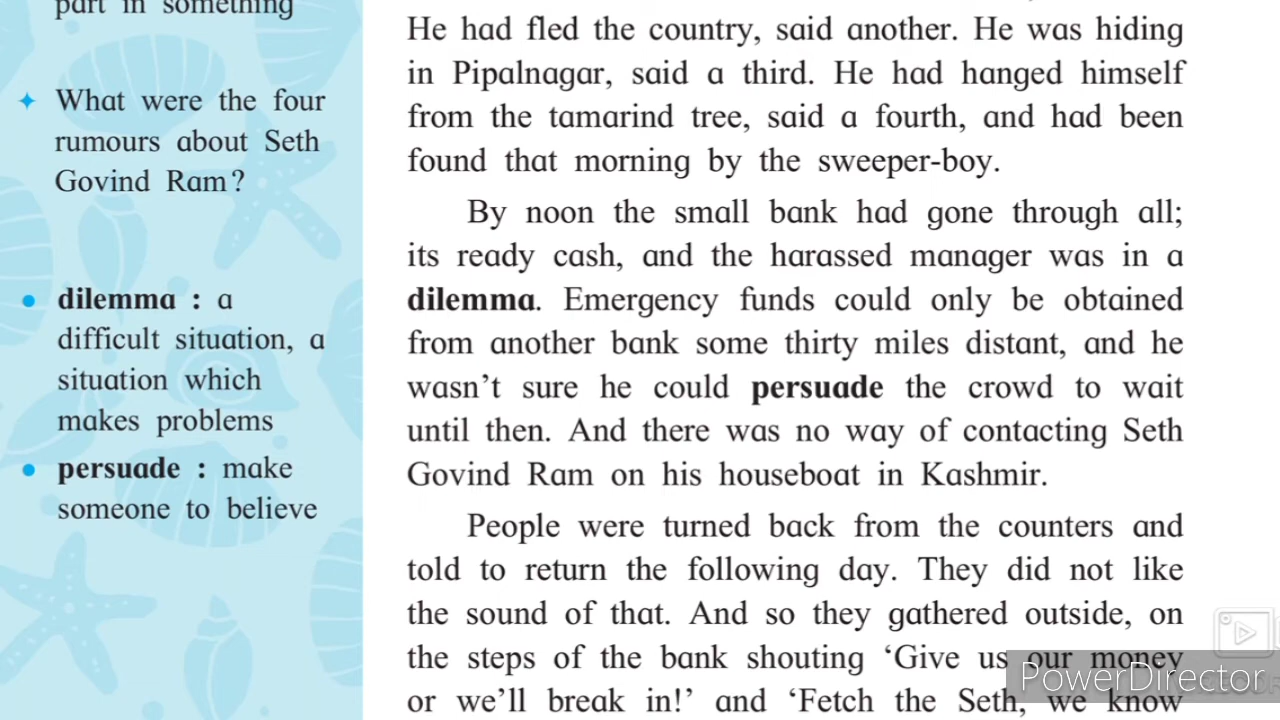 part in something
What were the four
rumours about Seth
Govind Ram?
dilemma : a
difficult situation, a
situation which
makes problems
persuade : make
someone to believe
He had fled the country, said another. He was hiding
in Pipalnagar, said a third. He had hanged himself
from the tamarind tree, said a fourth, and had been
found that morning by the sweeper-boy.
By noon the small bank had gone through all;
its ready cash, and the harassed manager was in a
dilemma. Emergency funds could only be obtained
from another bank some thirty miles distant, and he
wasn't sure he could persuade the crowd to wait
until then. And there was no way of contacting Seth
Govind Ram on his houseboat in Kashmir.
People were turned back from the counters and
told to return the following day. They did not like
the sound of that. And so they gathered outside, on
the steps of the bank shouting ‘Give us our money
or we'll break in!’ and ‘Fetch the Seth, we know
PowerDirector